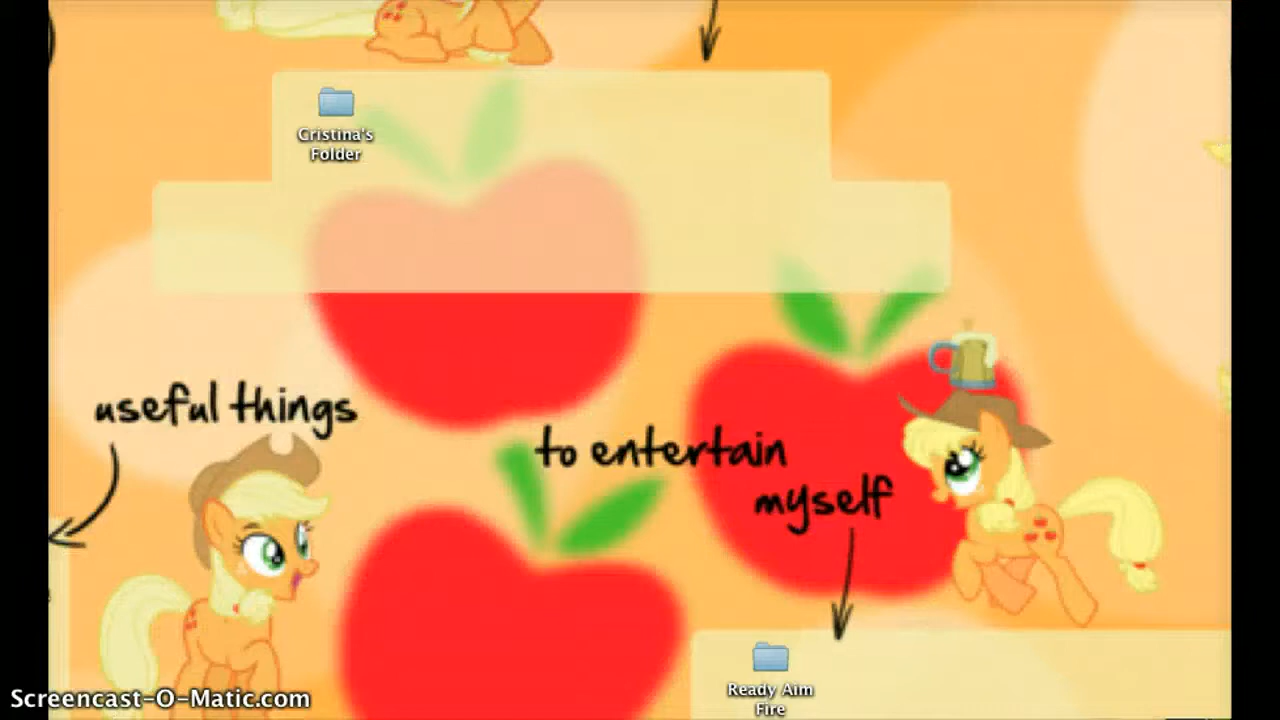 Cristina's
Folder
useful things
to entertain
myself
Ready Aim
Fire
Screencast-O-Matic.com